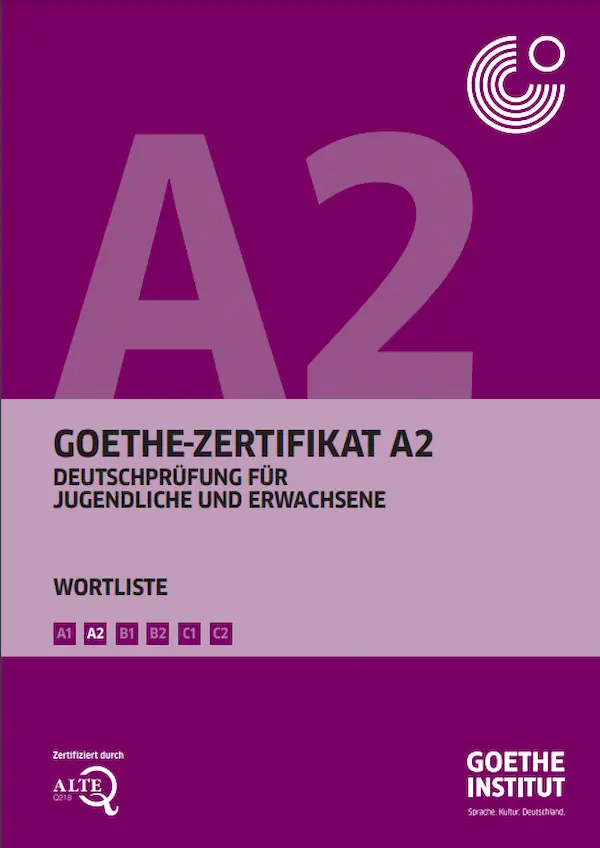 A2
GOETHE-ZERTIFIKAT A2
DEUTSCHPRÜFUNG FÜR
JUGENDLICHE UND ERWACHSENE
WORTLISTE
A1 A2 B1 B2 C1 C2
Zertifiziert durch
ALTE Q
Q218
GOETHE
INSTITUT
Sprache. Kultur. Deutschland.